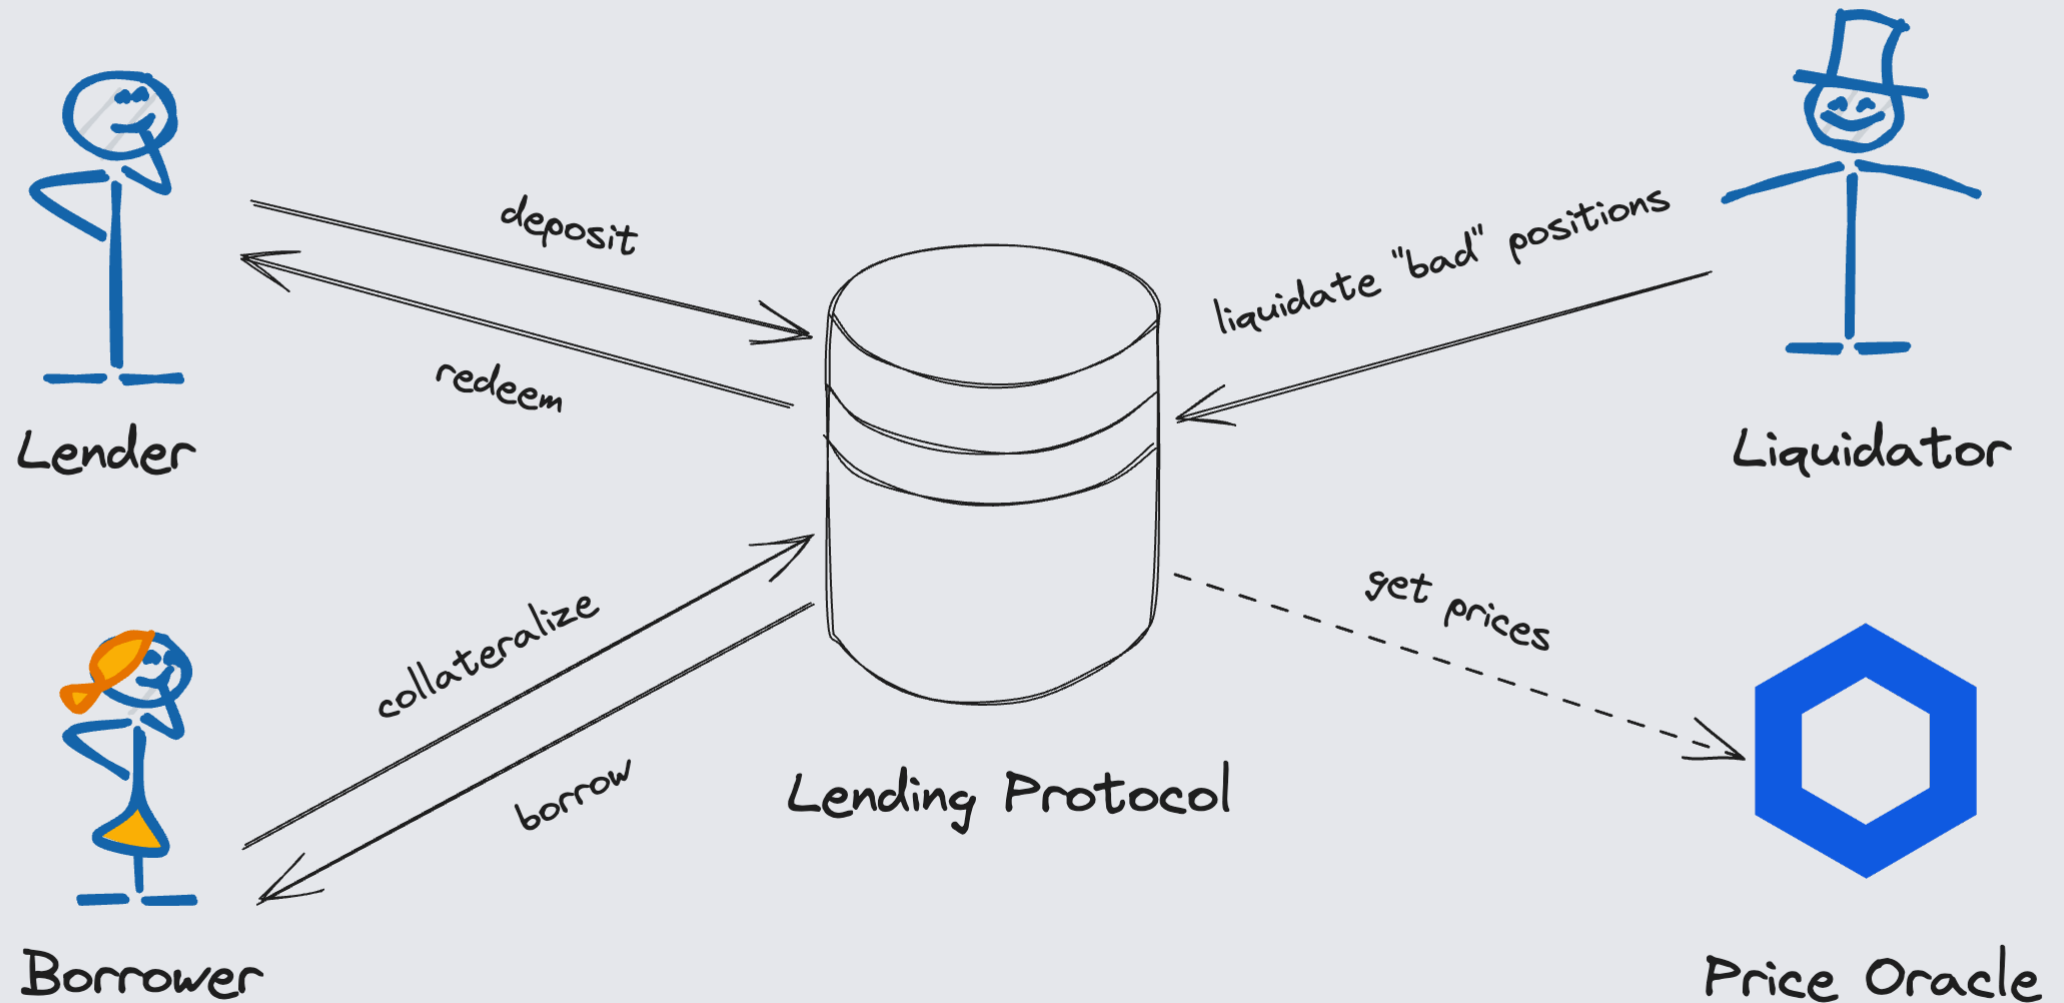 deposit
redeem
Lender
liquidate "bad" positions
Liquidator
collateralize
borrow
Borrower
Lending Protocol
get prices
Price Oracle